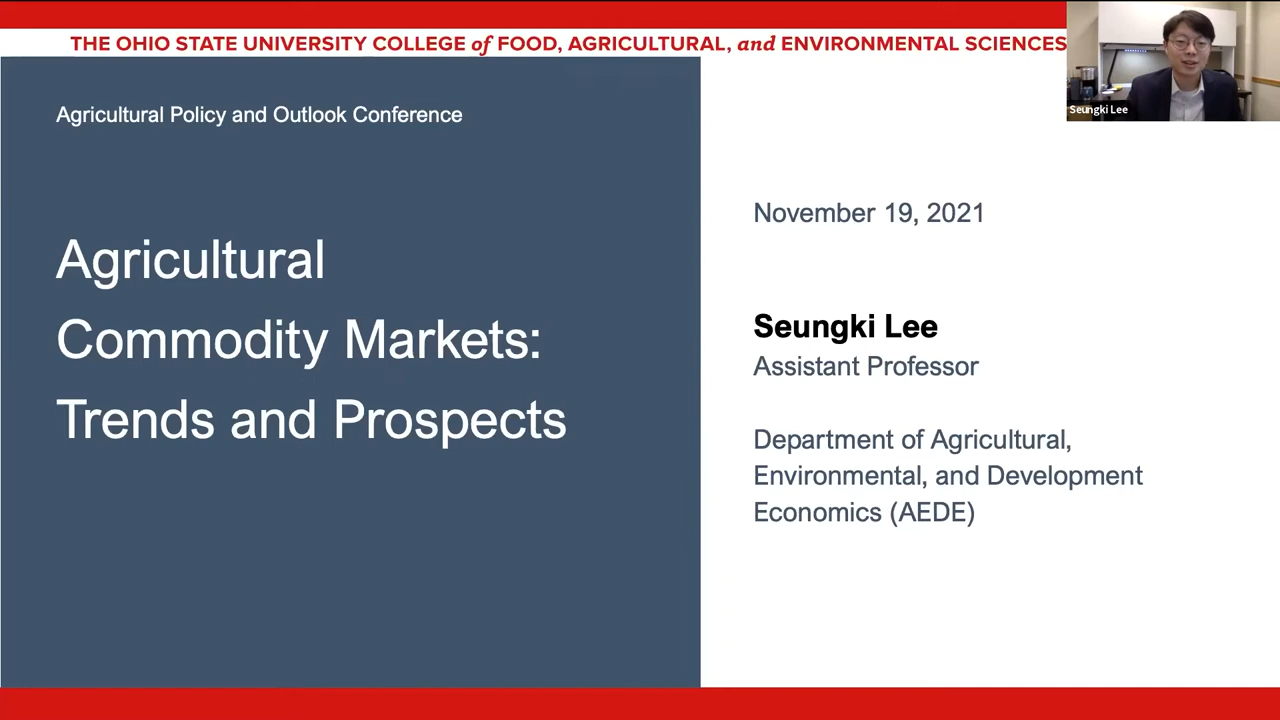 THE OHIO STATE UNIVERSITY COLLEGE of FOOD, AGRICULTURAL, and ENVIRONMENTAL SCIENCES
Seungki Lee
Agricultural Policy and Outlook Conference
Agricultural
Commodity Markets:
Trends and Prospects
November 19, 2021
Seungki Lee
Assistant Professor
Department of Agricultural,
Environmental, and Development
Economics (AEDE)